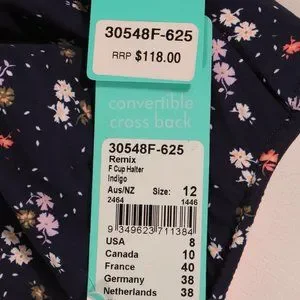 30548F-625
RRP $118.00
convertible
cross back
30548F-625
Remix
F Cup Halter
Indigo
Aus/NZ Size: 12
2464 1446
9 349623 711384
USA 8
Canada 10
France 40
Germany 38
Netherlands 38